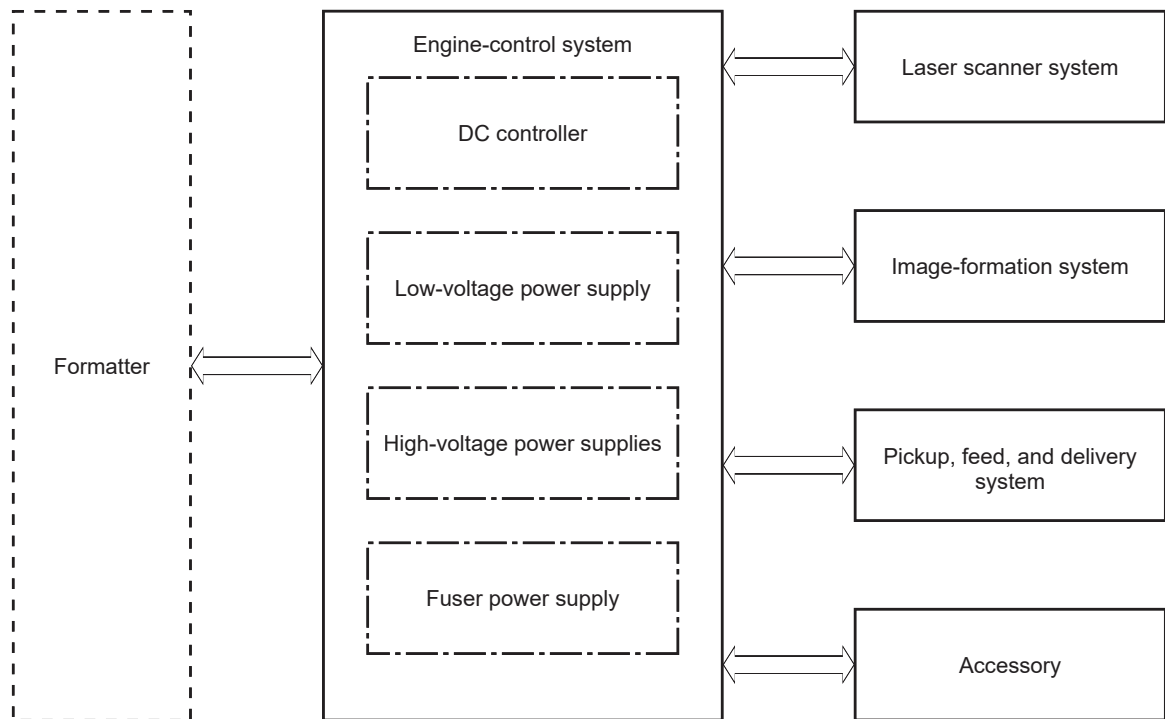 Formatter
Engine-control system
DC controller
Low-voltage power supply
High-voltage power supplies
Fuser power supply
Laser scanner system
Image-formation system
Pickup, feed, and delivery
system
Accessory